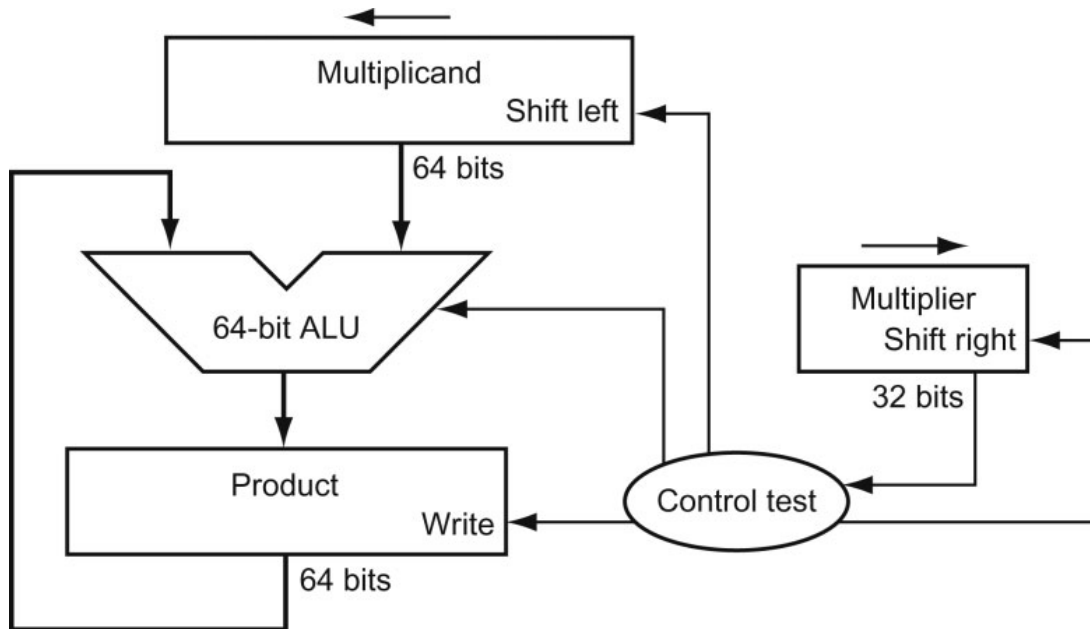 Multiplicand
Shift left
64 bits
64-bit ALU
Multiplier
Shift right
32 bits
Product
Write
Control test
64 bits